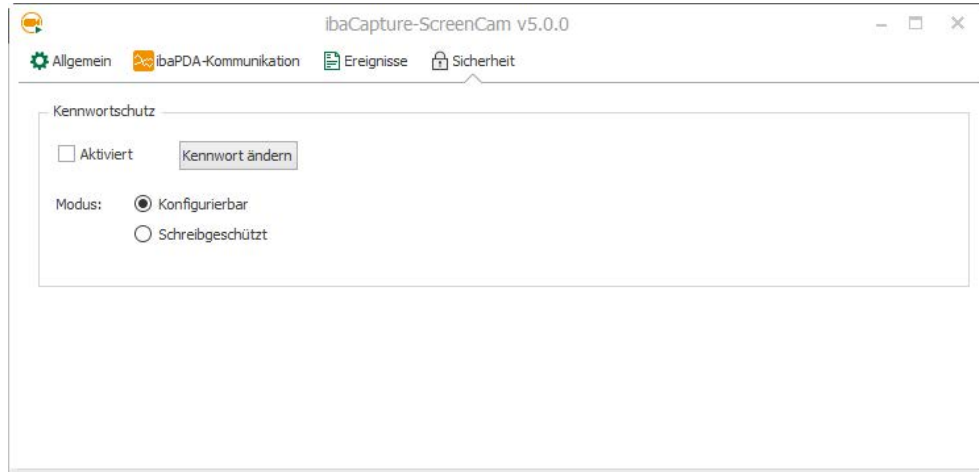 ibaCapture-ScreenCam v5.0.0
Allgemein ibaPDA-Kommunikation Ereignisse Sicherheit
Kennwortschutz
Aktiviert Kennwort ändern
Modus: Konfigurierbar
Schreibgeschützt